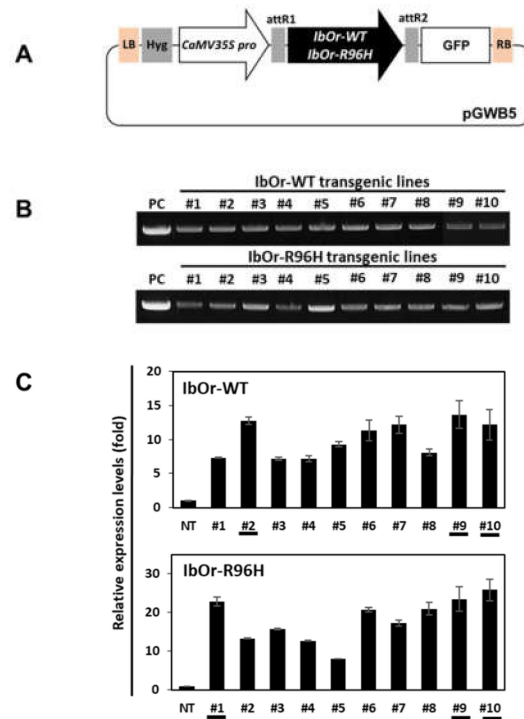 A
LB Hyg CaMV35S pro attR1 IbOr-WT IbOr-R96H attR2 GFP RB
pGWB5
B
IbOr-WT transgenic lines
PC #1 #2 #3 #4 #5 #6 #7 #8 #9 #10
IbOr-R96H transgenic lines
PC #1 #2 #3 #4 #5 #6 #7 #8 #9 #10
C
Relative expression levels (fold)
IbOr-WT
20
15
10
5
0
NT #1 #2 #3 #4 #5 #6 #7 #8 #9 #10
IbOr-R96H
30
20
10
0
NT #1 #2 #3 #4 #5 #6 #7 #8 #9 #10